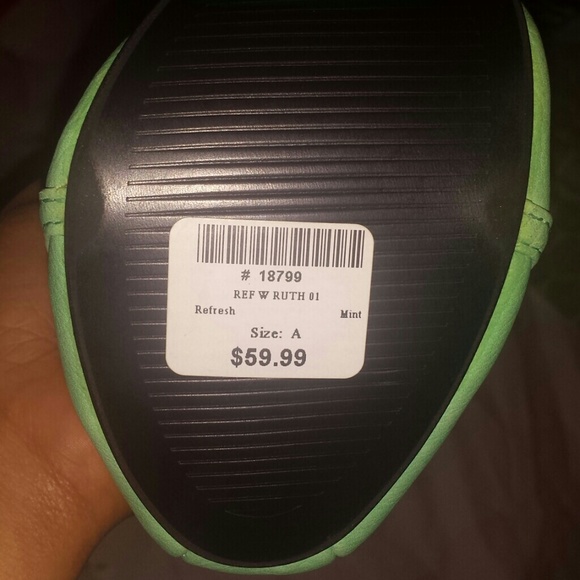 # 18799
REF W RUTH 01
Refresh Mint
Size: A
$59.99